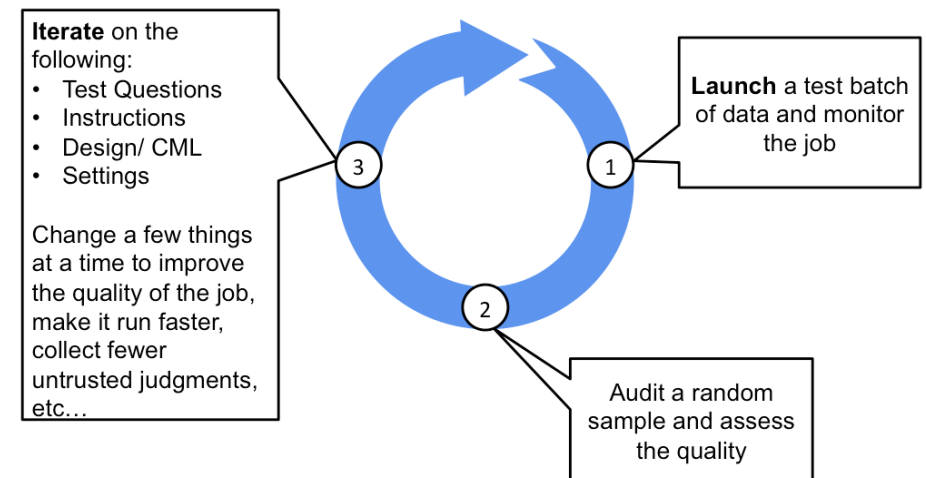 Iterate on the
following:
• Test Questions
• Instructions
• Design/ CML
• Settings
Change a few things
at a time to improve
the quality of the job,
make it run faster,
collect fewer
untrusted judgments,
etc…
3
1
Launch a test batch
of data and monitor
the job
2
Audit a random
sample and assess
the quality